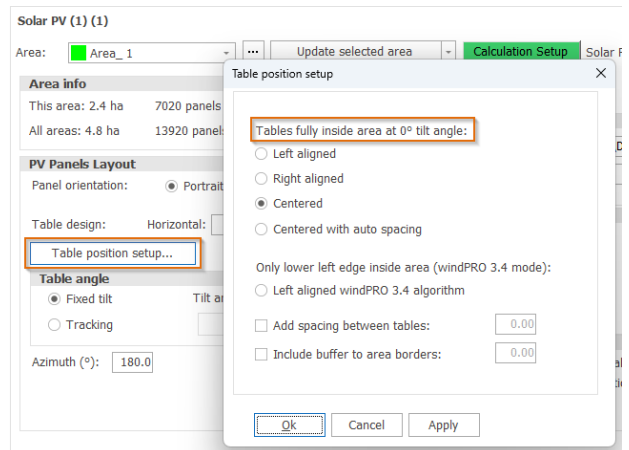 Solar PV (1) (1)
Area: Area_ 1 ... Update selected area Calculation Setup Solar
Area info
This area: 2.4 ha 7020 panels
All areas: 4.8 ha 13920 panel
PV Panels Layout
Panel orientation: Portrait
Table design: Horizontal:
Table position setup...
Table angle
Fixed tilt Tilt
Tracking
Azimuth (°): 180.0
Table position setup
Tables fully inside area at 0° tilt angle:
Left aligned
Right aligned
Centered
Centered with auto spacing
Only lower left edge inside area (windPRO 3.4 mode):
Left aligned windPRO 3.4 algorithm
Add spacing between tables: 0.00
Include buffer to area borders: 0.00
Ok Cancel Apply